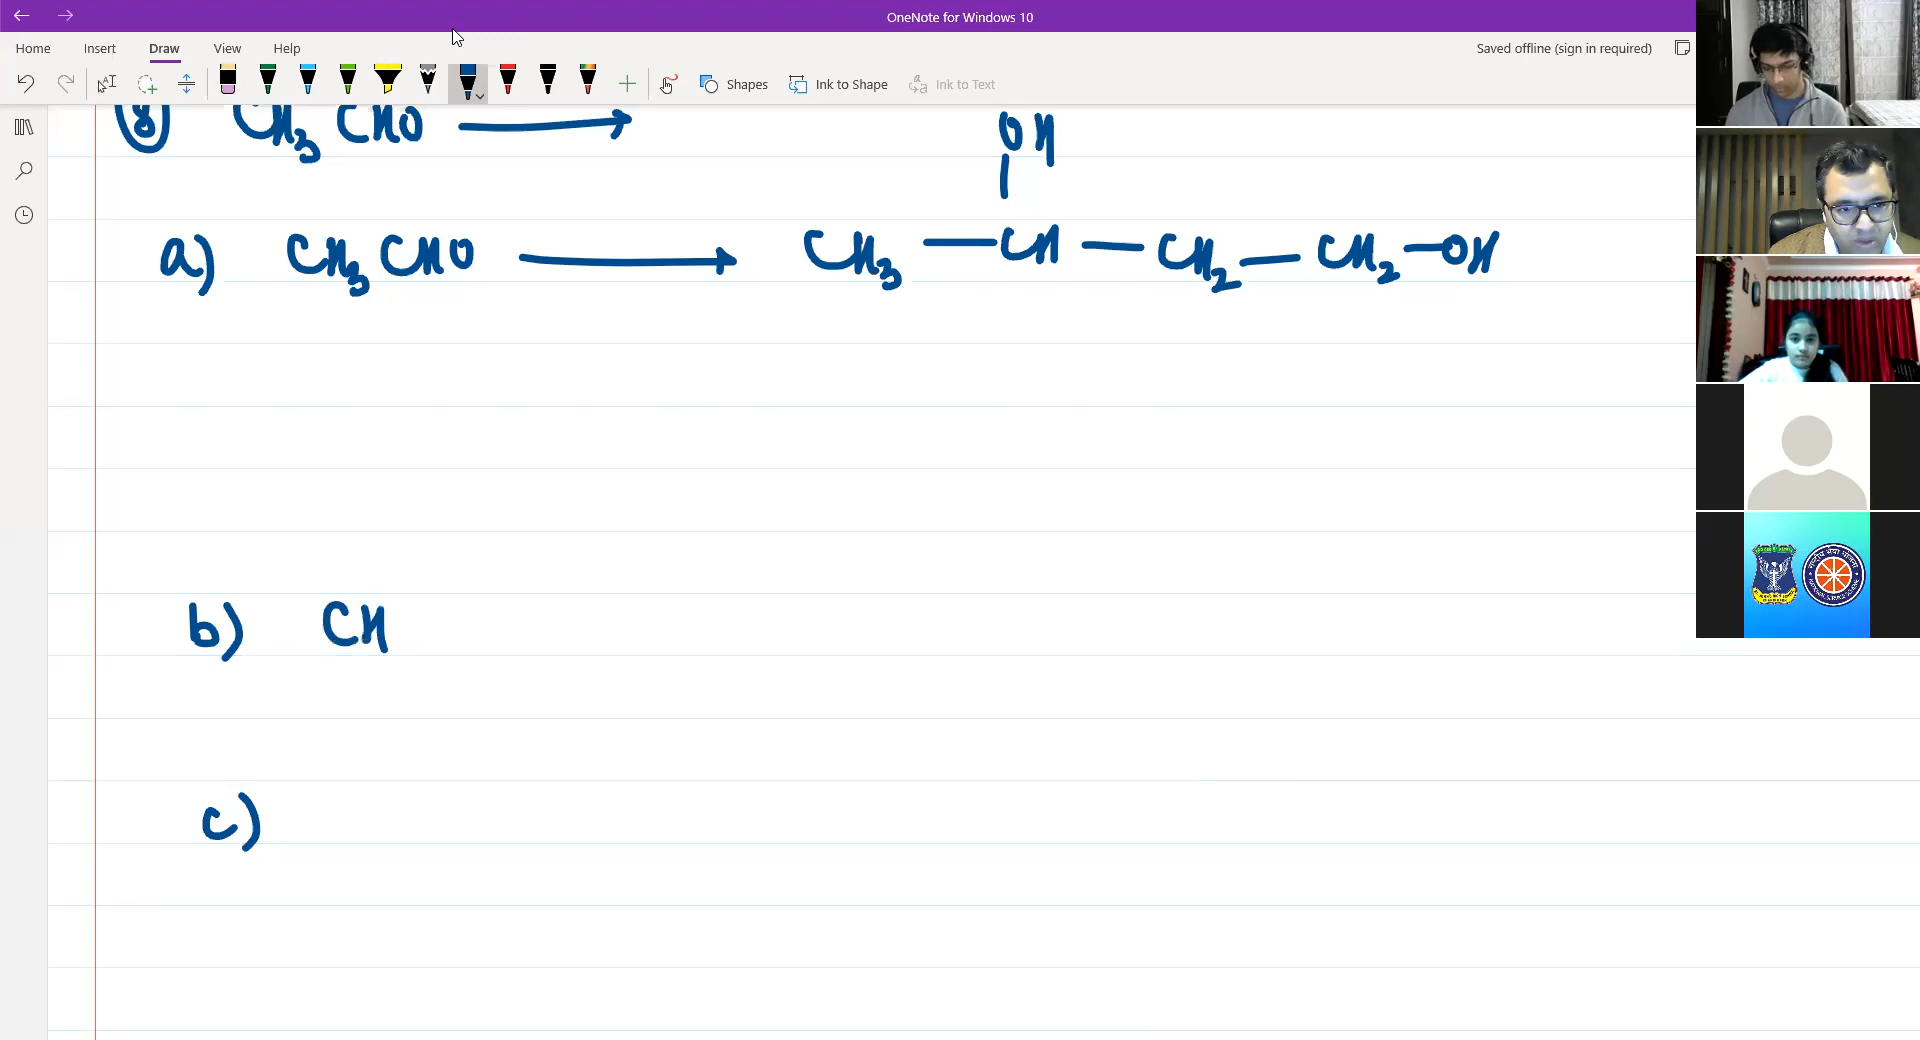 OneNote for Windows 10
Home Insert Draw View Help
Saved offline (sign in required)
Shapes Ink to Shape Ink to Text
⑧ CH₃ CHO ⟶
OH
|
a) CH₃ CHO ⟶ CH₃ — CH — CH₂ — CH₂ — OH
b) CH
c)